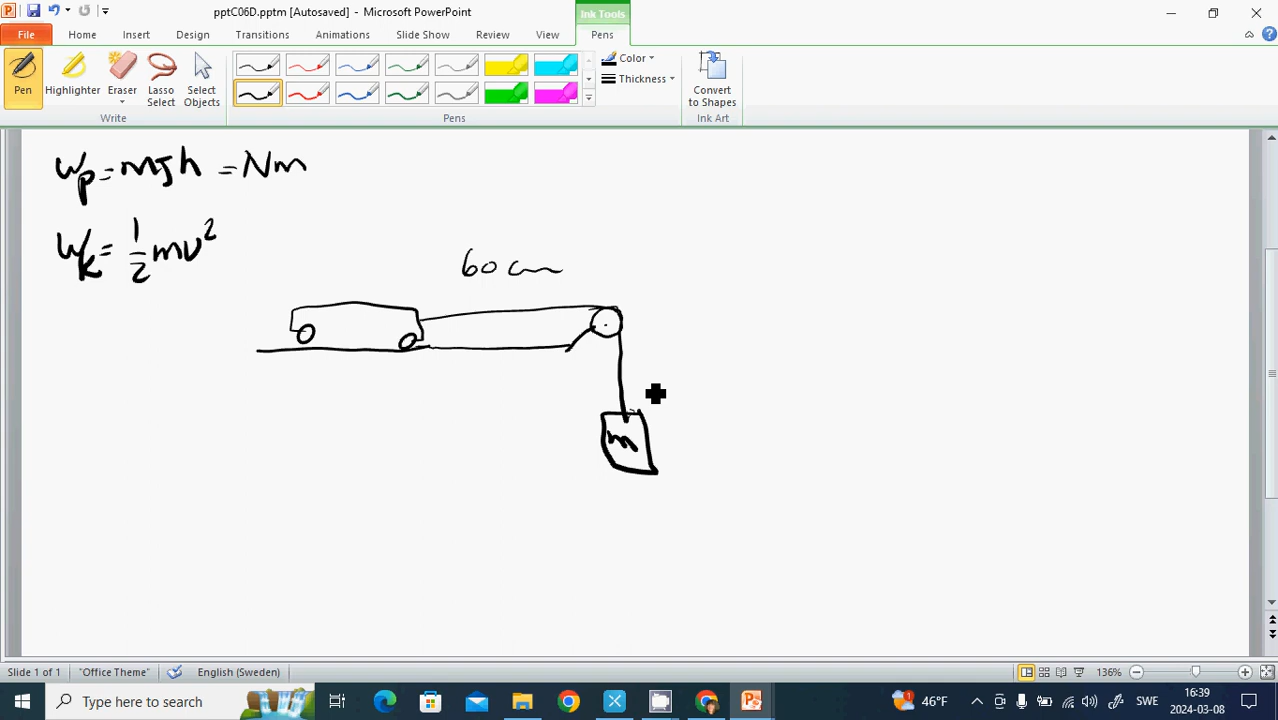 pptC06D.pptm [Autosaved] - Microsoft PowerPoint
Ink Tools
File Home Insert Design Transitions Animations Slide Show Review View Pens
Pen Highlighter Eraser Lasso Select Select Objects
Color
Thickness
Convert to Shapes
Write Pens Ink Art
Wp = mgh = Nm
Wk = 1/2 mv²
60 cm
m
Slide 1 of 1 "Office Theme" English (Sweden) 136%
Type here to search 46°F SWE 16:39
2024-03-08